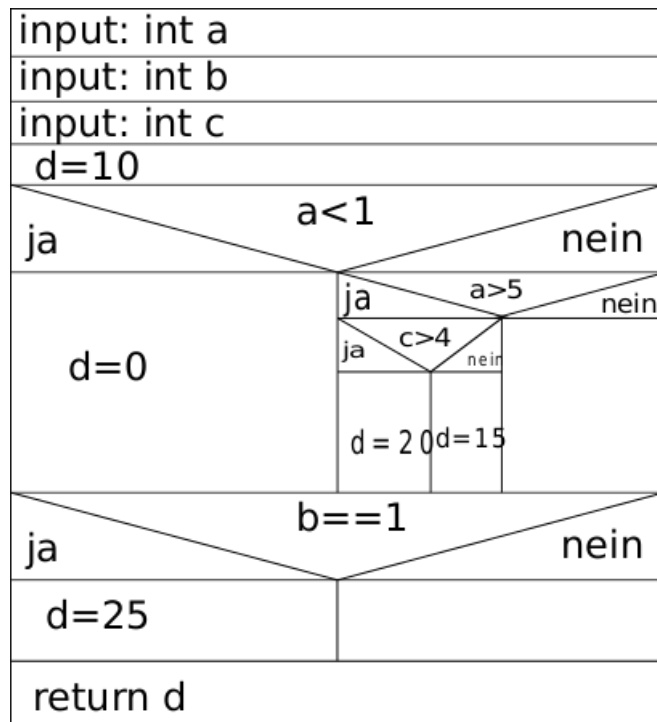 input: int a
input: int b
input: int c
d=10
a<1
ja
nein
a>5
ja
nein
c>4
ja
nein
d=0
d = 20
d=15
b==1
ja
nein
d=25
return d